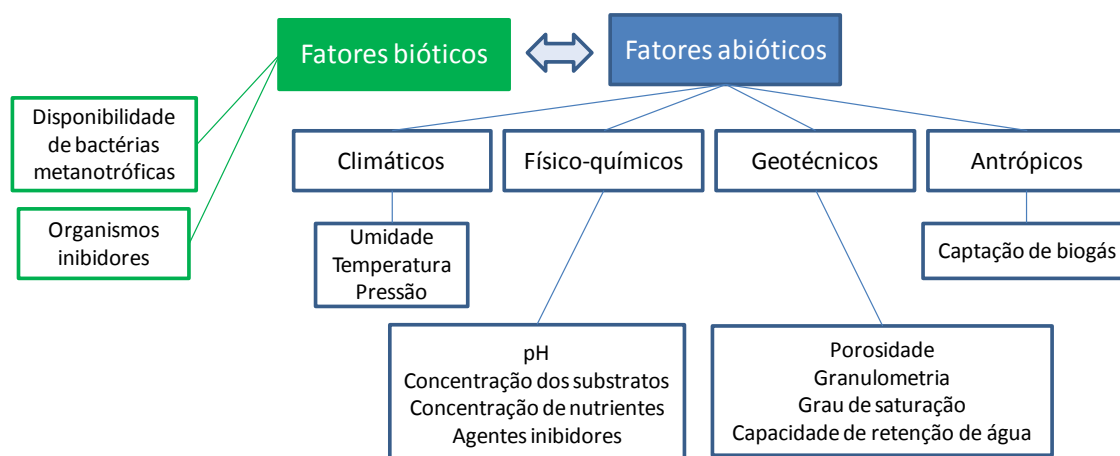 Fatores bióticos
Fatores abióticos
Disponibilidade
de bactérias
metanotróficas
Organismos
inibidores
Climáticos
Físico-químicos
Geotécnicos
Antrópicos
Umidade
Temperatura
Pressão
Captação de biogás
pH
Concentração dos substratos
Concentração de nutrientes
Agentes inibidores
Porosidade
Granulometria
Grau de saturação
Capacidade de retenção de água